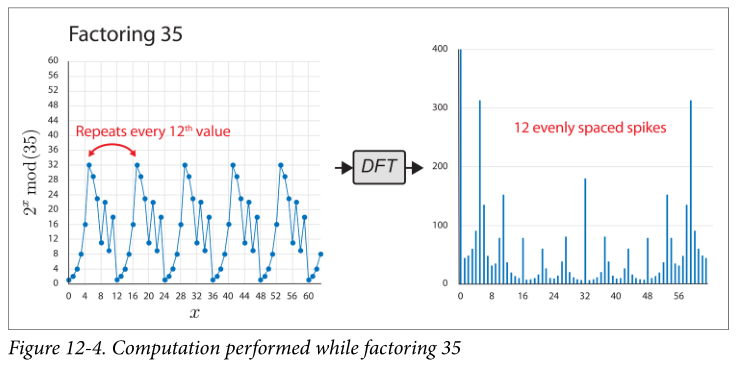 Factoring 35
60
56
52
48
44
40
36
32
28
24
20
16
12
8
4
0
2ˣ mod(35)
Repeats every 12ᵗʰ value
0 4 8 12 16 20 24 28 32 36 40 44 48 52 56 60
x
DFT
400
300
200
100
0
12 evenly spaced spikes
0 8 16 24 32 40 48 56
Figure 12-4. Computation performed while factoring 35